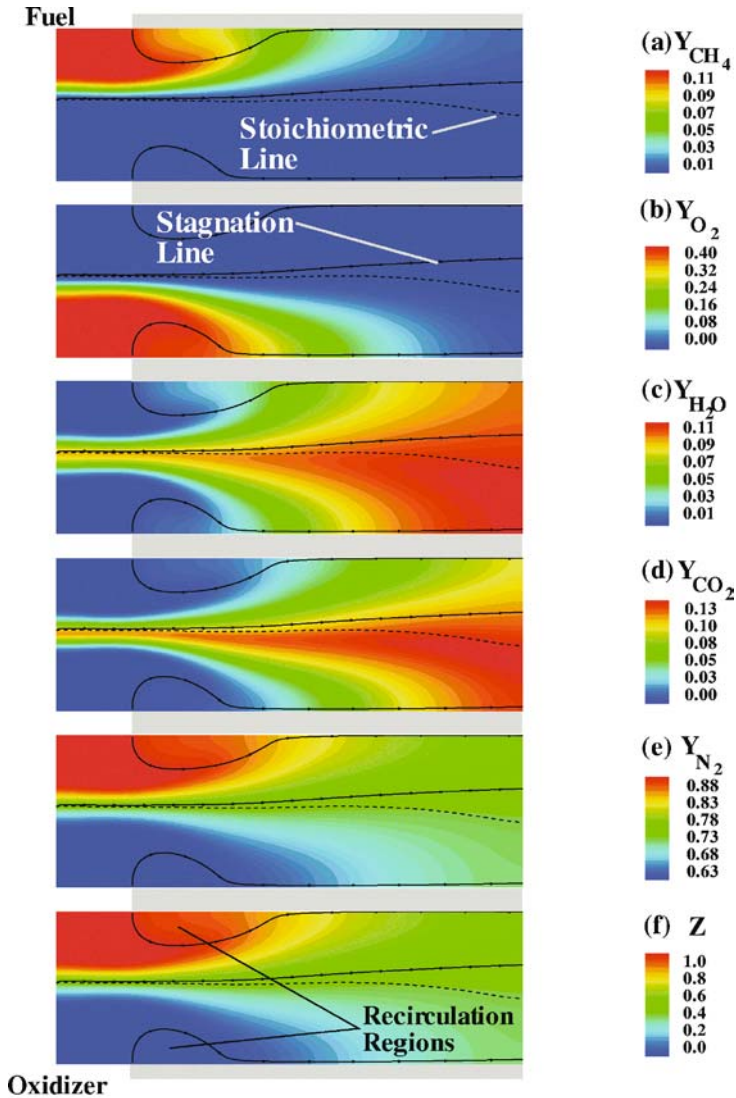 Fuel
(a) Y_CH4
0.11
0.09
0.07
0.05
0.03
0.01
Stoichiometric
Line
(b) Y_O2
0.40
0.32
0.24
0.16
0.08
0.00
Stagnation
Line
(c) Y_H2O
0.11
0.09
0.07
0.05
0.03
0.01
(d) Y_CO2
0.13
0.10
0.08
0.05
0.03
0.00
(e) Y_N2
0.88
0.83
0.78
0.73
0.68
0.63
(f) Z
1.0
0.8
0.6
0.4
0.2
0.0
Recirculation
Regions
Oxidizer